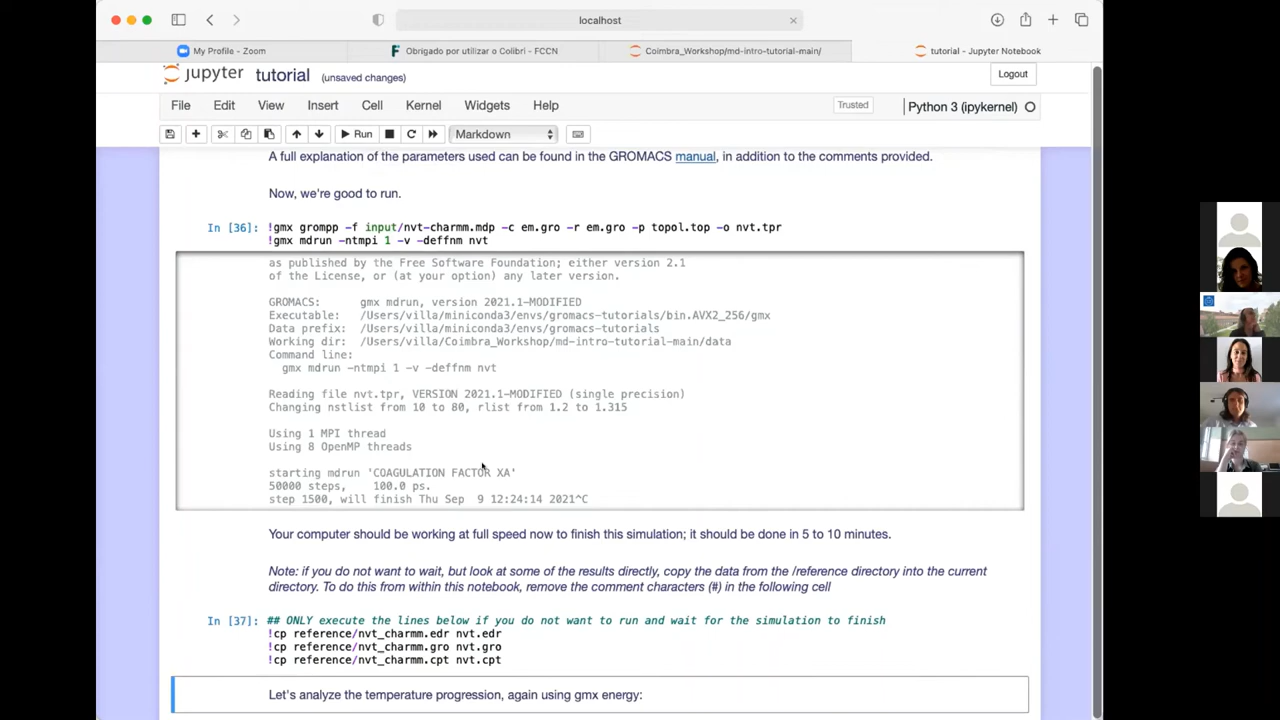 localhost
My Profile - Zoom
Obrigado por utilizar o Colibri - FCCN
Coimbra_Workshop/md-intro-tutorial-main/
tutorial - Jupyter Notebook
jupyter tutorial (unsaved changes)
Logout
File Edit View Insert Cell Kernel Widgets Help
Trusted
Python 3 (ipykernel)
Run
Markdown
A full explanation of the parameters used can be found in the GROMACS manual, in addition to the comments provided.
Now, we're good to run.
In [36]: !gmx grompp -f input/nvt-charmm.mdp -c em.gro -r em.gro -p topol.top -o nvt.tpr
!gmx mdrun -ntmpi 1 -v -deffnm nvt
as published by the Free Software Foundation; either version 2.1
of the License, or (at your option) any later version.
GROMACS: gmx mdrun, version 2021.1-MODIFIED
Executable: /Users/villa/miniconda3/envs/gromacs-tutorials/bin.AVX2_256/gmx
Data prefix: /Users/villa/miniconda3/envs/gromacs-tutorials
Working dir: /Users/villa/Coimbra_Workshop/md-intro-tutorial-main/data
Command line:
gmx mdrun -ntmpi 1 -v -deffnm nvt
Reading file nvt.tpr, VERSION 2021.1-MODIFIED (single precision)
Changing nstlist from 10 to 80, rlist from 1.2 to 1.315
Using 1 MPI thread
Using 8 OpenMP threads
starting mdrun 'COAGULATION FACTOR XA'
50000 steps, 100.0 ps.
step 1500, will finish Thu Sep 9 12:24:14 2021^C
Your computer should be working at full speed now to finish this simulation; it should be done in 5 to 10 minutes.
Note: if you do not want to wait, but look at some of the results directly, copy the data from the /reference directory into the current
directory. To do this from within this notebook, remove the comment characters (#) in the following cell
In [37]: ## ONLY execute the lines below if you do not want to run and wait for the simulation to finish
!cp reference/nvt_charmm.edr nvt.edr
!cp reference/nvt_charmm.gro nvt.gro
!cp reference/nvt_charmm.cpt nvt.cpt
Let's analyze the temperature progression, again using gmx energy: